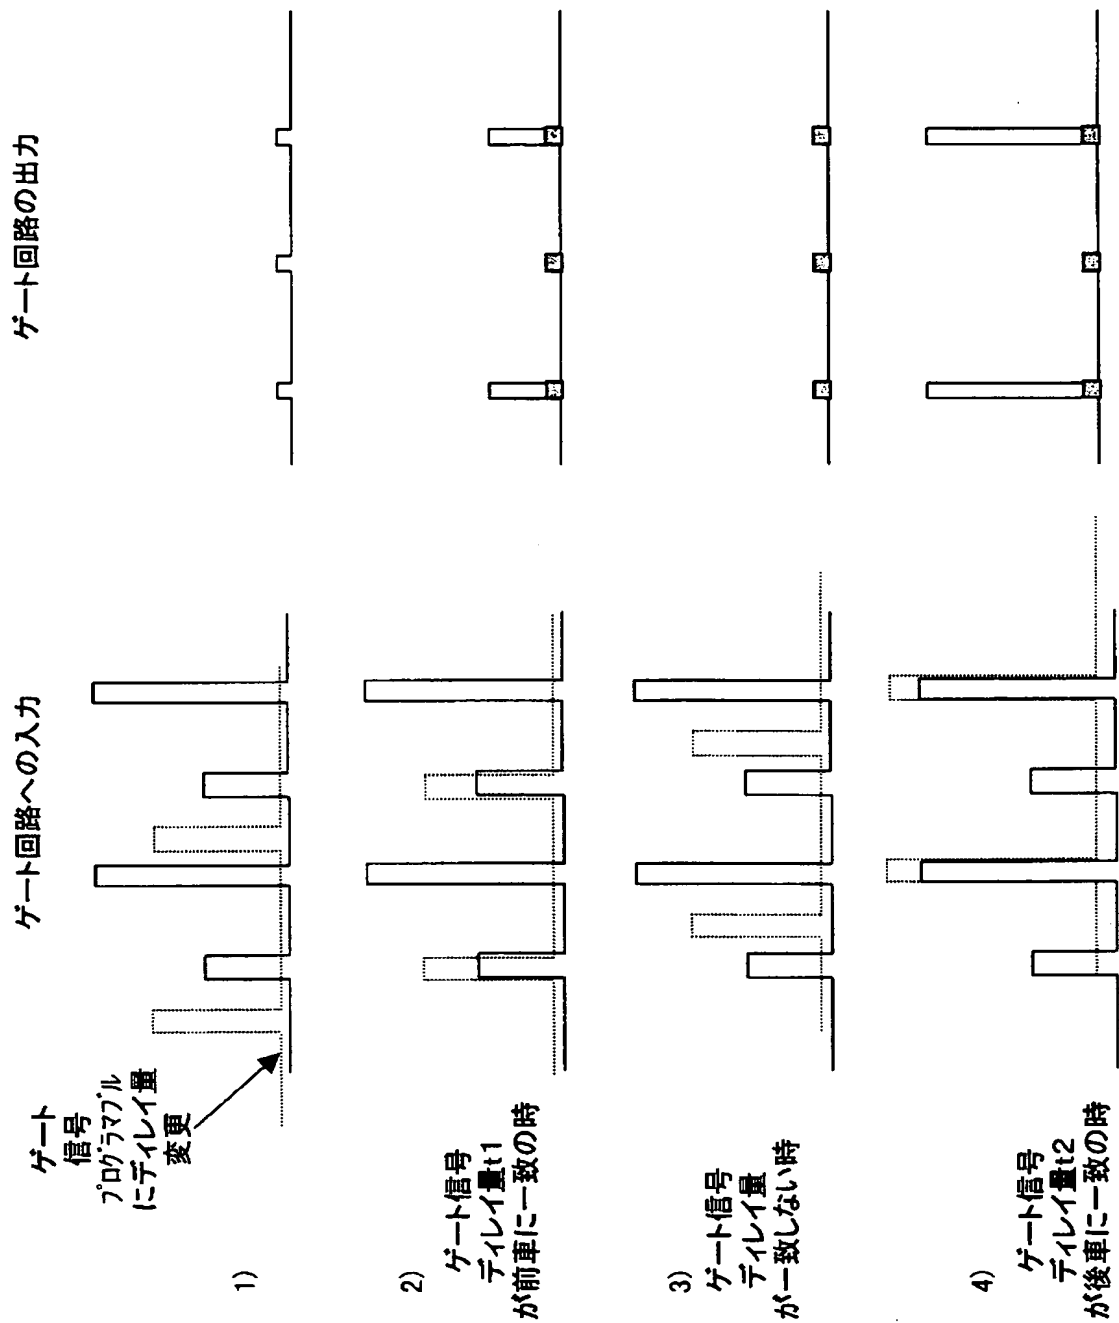 ゲート回路への入力
ゲート回路の出力
ゲート
信号
プログラマブル
にディレイ量
変更
1)
2)
ゲート信号
ディレイ量t1
が前車に一致の時
3)
ゲート信号
ディレイ量
が一致しない時
4)
ゲート信号
ディレイ量t2
が後車に一致の時